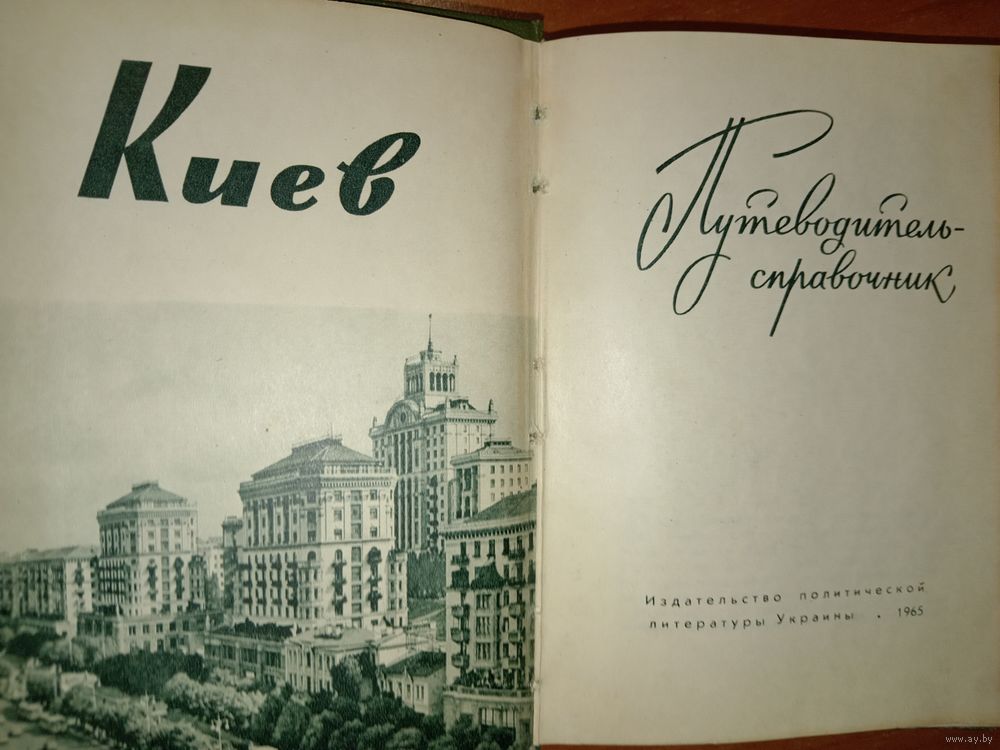 Киев
Путеводитель-
справочник
Издательство политической
литературы Украины • 1965
www.ay.by